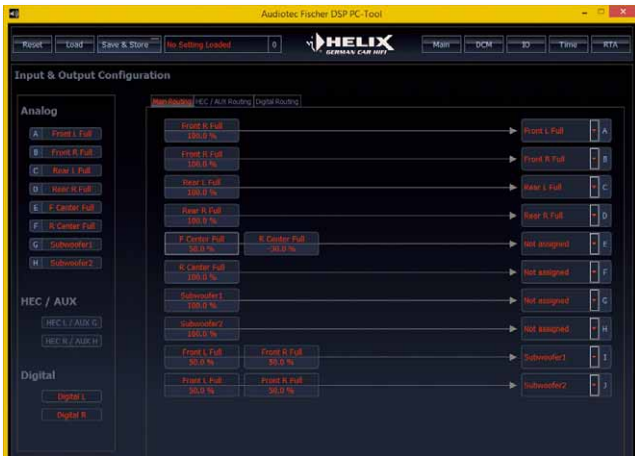 Audiotec Fischer DSP PC-Tool
Reset
Load
Save & Store
No Setting Loaded
0
HELIX
GERMAN CAR HIFI
Main
DCM
IO
Time
RTA
Input & Output Configuration
Main Routing
HEC / AUX Routing
Digital Routing
Analog
A Front L Full
B Front R Full
C Rear L Full
D Rear R Full
E F Center Full
F R Center Full
G Subwoofer1
H Subwoofer2
HEC / AUX
HEC L / AUX G
HEC R / AUX H
Digital
Digital L
Digital R
Front R Full
100.0 %
Front L Full A
Front R Full
100.0 %
Front R Full B
Rear L Full
100.0 %
Rear L Full C
Rear R Full
100.0 %
Rear R Full D
F Center Full R Center Full
50.0 % -30.0 %
Not assigned E
R Center Full
100.0 %
Not assigned F
Subwoofer1
100.0 %
Not assigned G
Subwoofer2
100.0 %
Not assigned H
Front L Full Front R Full
50.0 % 50.0 %
Subwoofer1 I
Front L Full Front R Full
50.0 % 50.0 %
Subwoofer2 J